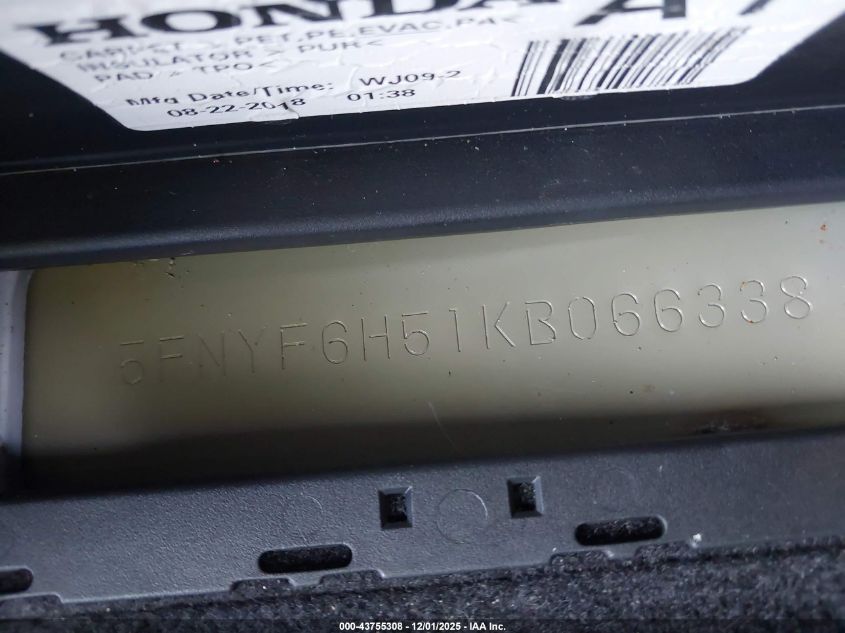 HONDA
CARPET > PET,PE,EVAC,P4<
INSULATOR > PUR<
PAD > TPO<
Mfg Date/Time: WJ09-2
08-22-2018 01:38
5FNYF6H51KB066338
000-43755308 • 12/01/2025 • IAA Inc.